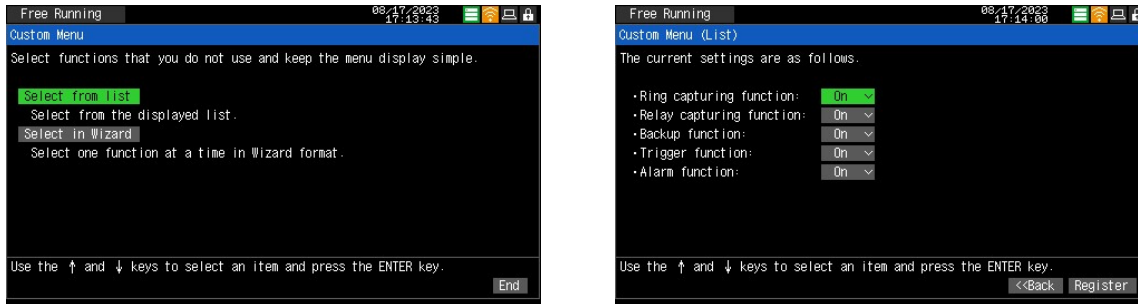 Free Running
08/17/2023
17:13:43
Custom Menu
Select functions that you do not use and keep the menu display simple.
Select from list
Select from the displayed list.
Select in Wizard
Select one function at a time in Wizard format.
Use the ↑ and ↓ keys to select an item and press the ENTER key.
End
Free Running
08/17/2023
17:14:00
Custom Menu (List)
The current settings are as follows.
・Ring capturing function: On
・Relay capturing function: On
・Backup function: On
・Trigger function: On
・Alarm function: On
Use the ↑ and ↓ keys to select an item and press the ENTER key.
<<Back Register